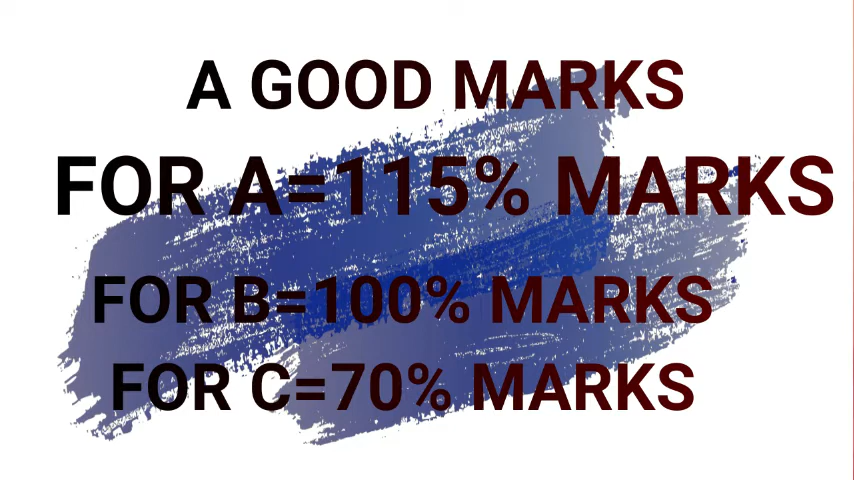 A GOOD MARKS
FOR A=115% MARKS
FOR B=100% MARKS
FOR C=70% MARKS